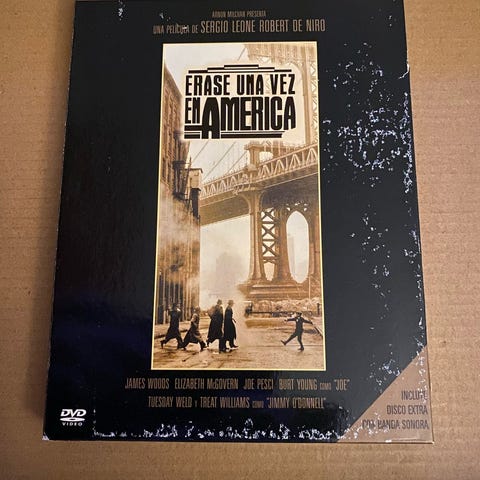 ARNON MILCHAN PRESENTA
UNA PELÍCULA DE SERGIO LEONE ROBERT DE NIRO
ERASE UNA VEZ
EN AMERICA
JAMES WOODS ELIZABETH McGOVERN JOE PESCI BURT YOUNG COMO "JOE"
TUESDAY WELD Y TREAT WILLIAMS COMO "JIMMY O'DONNELL"
INCLUYE
DISCO EXTRA
CON BANDA SONORA
DVD
VIDEO